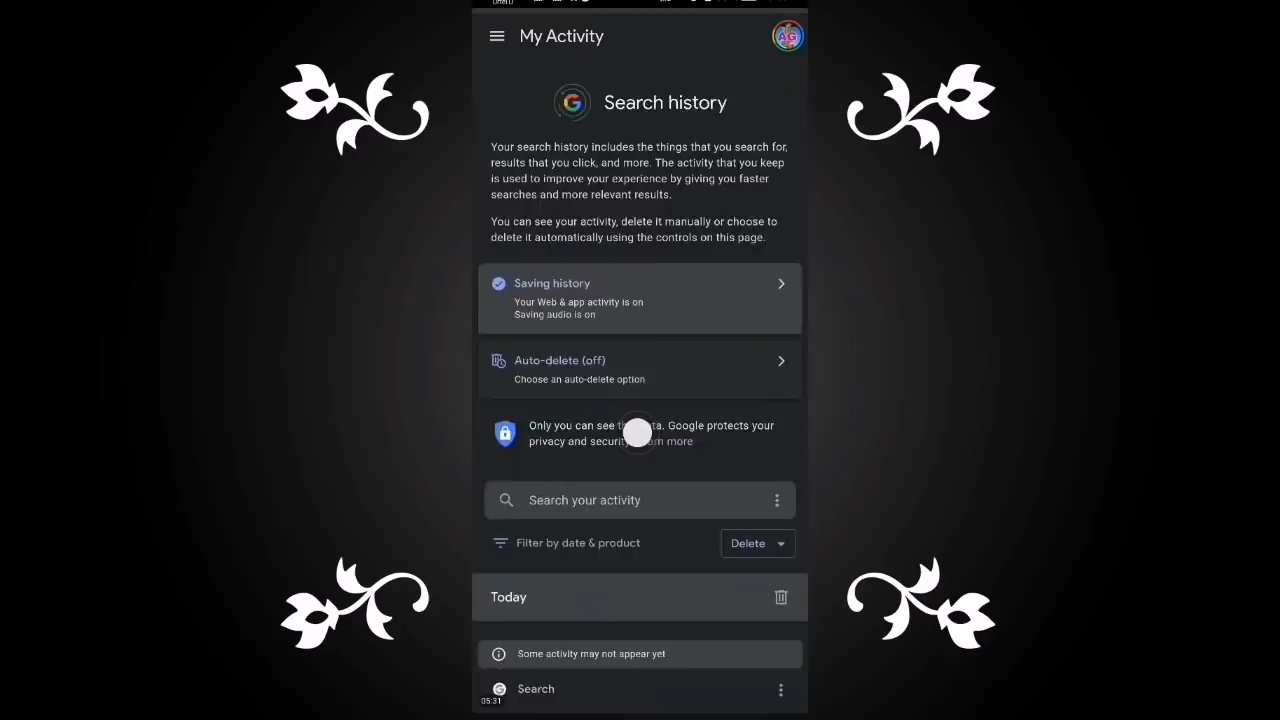 My Activity
AG
Search history
Your search history includes the things that you search for,
results that you click, and more. The activity that you keep
is used to improve your experience by giving you faster
searches and more relevant results.
You can see your activity, delete it manually or choose to
delete it automatically using the controls on this page.
Saving history
Your Web & app activity is on
Saving audio is on
Auto-delete (off)
Choose an auto-delete option
Only you can see Google protects your
privacy and security more
Search your activity
Filter by date & product
Delete
Today
Some activity may not appear yet
Search
05:31